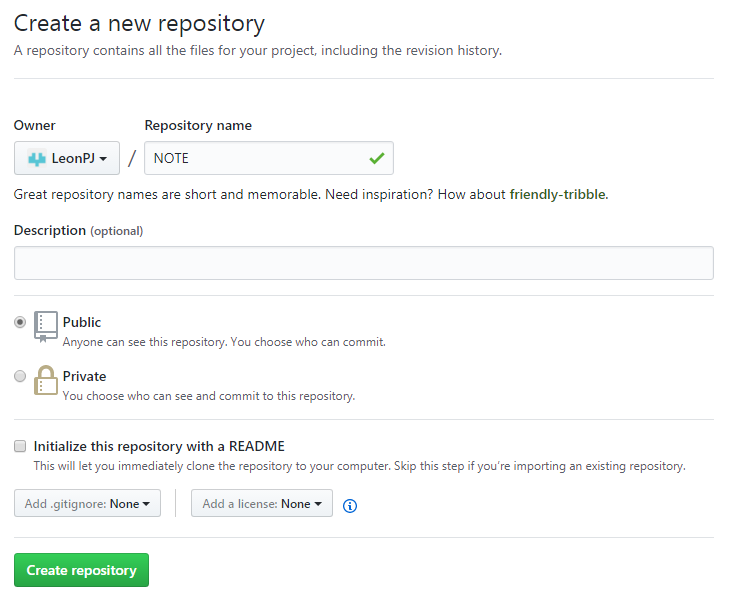 Create a new repository
A repository contains all the files for your project, including the revision history.
Owner
Repository name
LeonPJ / NOTE
Great repository names are short and memorable. Need inspiration? How about friendly-tribble.
Description (optional)
Public
Anyone can see this repository. You choose who can commit.
Private
You choose who can see and commit to this repository.
Initialize this repository with a README
This will let you immediately clone the repository to your computer. Skip this step if you’re importing an existing repository.
Add .gitignore: None
Add a license: None
Create repository